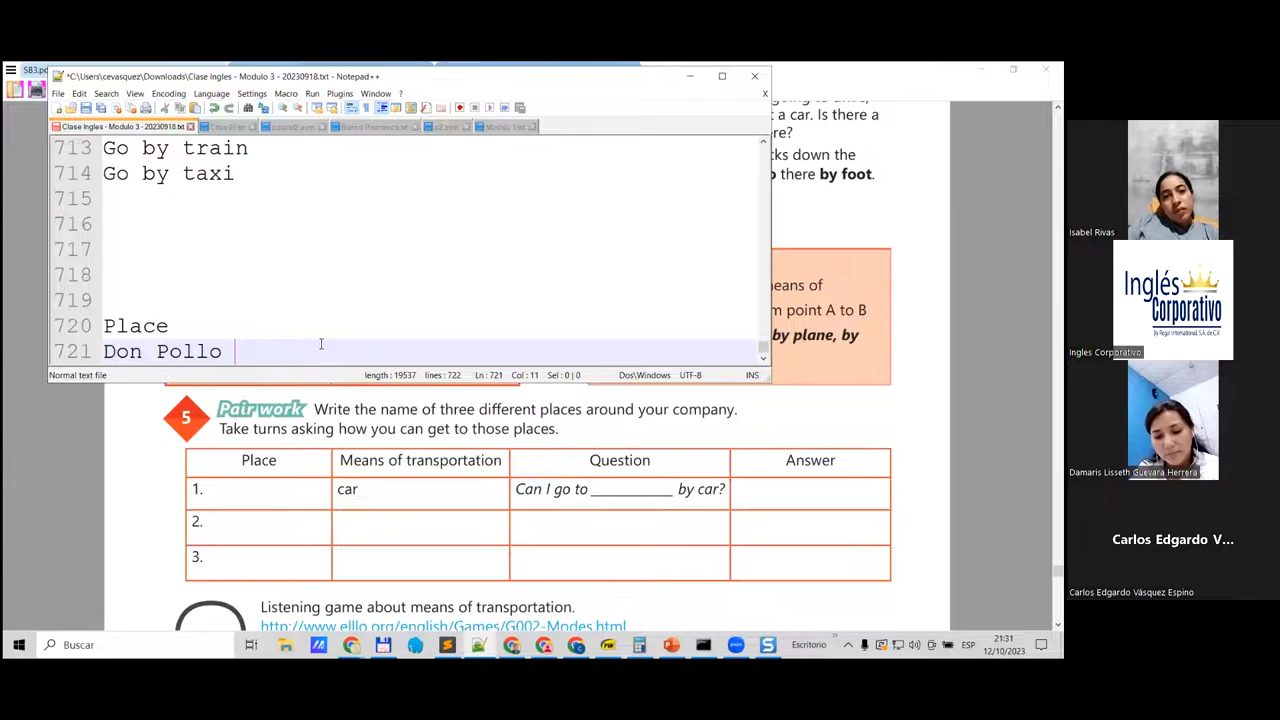 SB3.pd
*C:\Users\cevasquez\Downloads\Clase Ingles - Modulo 3 - 20230918.txt - Notepad++
File Edit Search View Encoding Language Settings Macro Run Plugins Window ?
X
Clase Ingles - Modulo 3 - 20230918.txt
713 Go by train
714 Go by taxi
715
716
717
718
719
720 Place
721 Don Pollo
Normal text file length : 19537 lines : 722 Ln : 721 Col : 11 Sel : 0 | 0 Dos\Windows UTF-8 INS
t a car. Is there a
re?
cks down the
there by foot.
eans of
m point A to B
by plane, by
5 Pair work Write the name of three different places around your company.
Take turns asking how you can get to those places.
Place Means of transportation Question Answer
1. car Can I go to __________ by car?
2.
3.
Listening game about means of transportation.
http://www.elllo.org/english/Games/G002-Modes.html
Buscar
Escritorio
ESP
21:31
12/10/2023
Isabel Rivas
Inglés
Corporativo
By Regal International, S.A. de C.V.
Ingles Corporativo
Damaris Lisseth Guevara Herrera
Carlos Edgardo V...
Carlos Edgardo Vásquez Espino